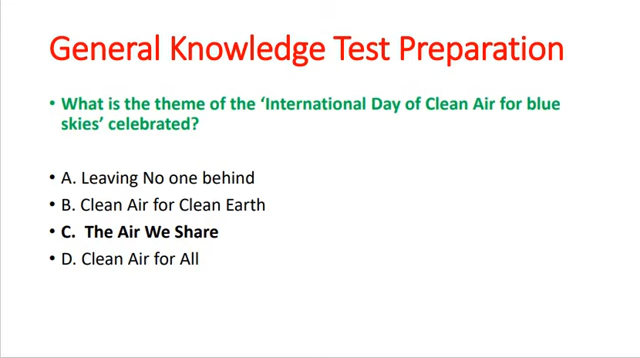 General Knowledge Test Preparation
• What is the theme of the ‘International Day of Clean Air for blue
skies’ celebrated?
• A. Leaving No one behind
• B. Clean Air for Clean Earth
• C. The Air We Share
• D. Clean Air for All